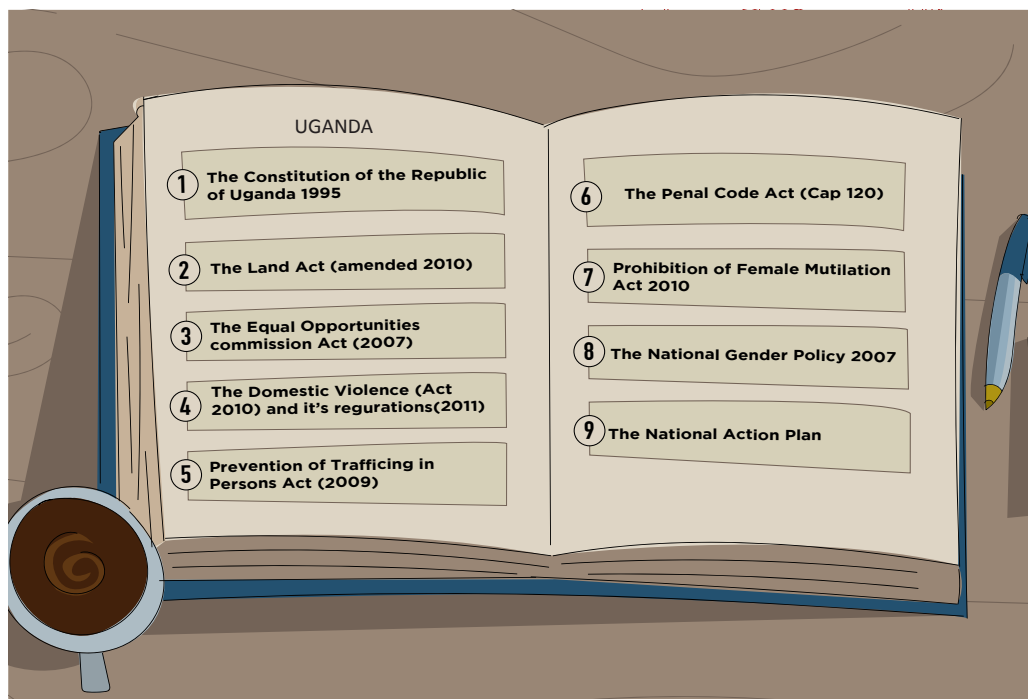 UGANDA
1
The Constitution of the Republic
of Uganda 1995
2
The Land Act (amended 2010)
3
The Equal Opportunities
commission Act (2007)
4
The Domestic Violence (Act
2010) and it's regurations(2011)
5
Prevention of Trafficing in
Persons Act (2009)
6
The Penal Code Act (Cap 120)
7
Prohibition of Female Mutilation
Act 2010
8
The National Gender Policy 2007
9
The National Action Plan